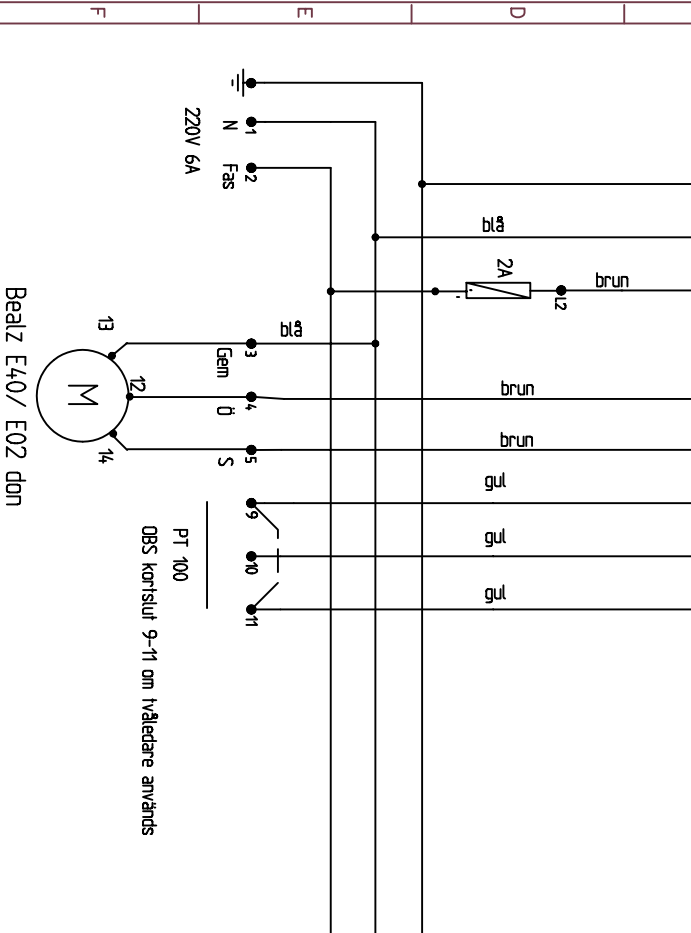 F
E
D
N
1
220V 6A
Fas
2
blå
2A
L2
brun
blå
13
3
Gem
12
4
Ö
brun
M
14
5
S
brun
gul
9
gul
10
gul
11
PT 100
OBS kortslut 9-11 om tvåledare används
Bealz E40/ E02 don